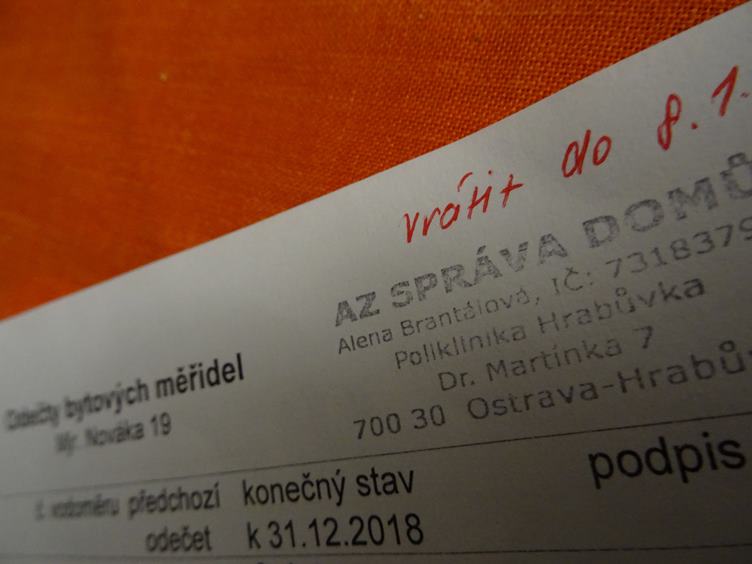 vrátit do 8.1.
AZ SPRÁVA DOMŮ
Alena Brantálová, IČ: 7318379
Poliklinika Hrabůvka
Dr. Martínka 7
700 30 Ostrava-Hrabův
Odečty bytových měřidel
Mjr. Nováka 19
č. vodoměru předchozí konečný stav podpis
odečet k 31.12.2018